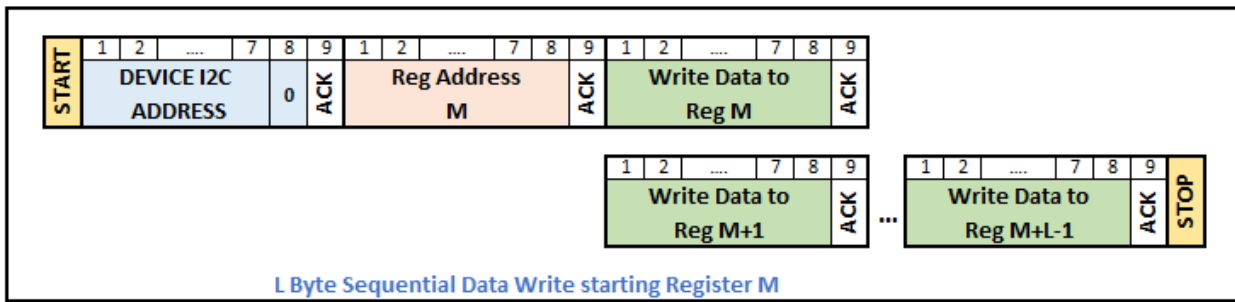 START
1 2 .... 7 8 9 1 2 .... 7 8 9 1 2 .... 7 8 9
DEVICE I2C ADDRESS
0
ACK
Reg Address
M
ACK
Write Data to
Reg M
ACK
1 2 .... 7 8 9 1 2 .... 7 8 9
Write Data to
Reg M+1
ACK
...
Write Data to
Reg M+L-1
ACK
STOP
L Byte Sequential Data Write starting Register M